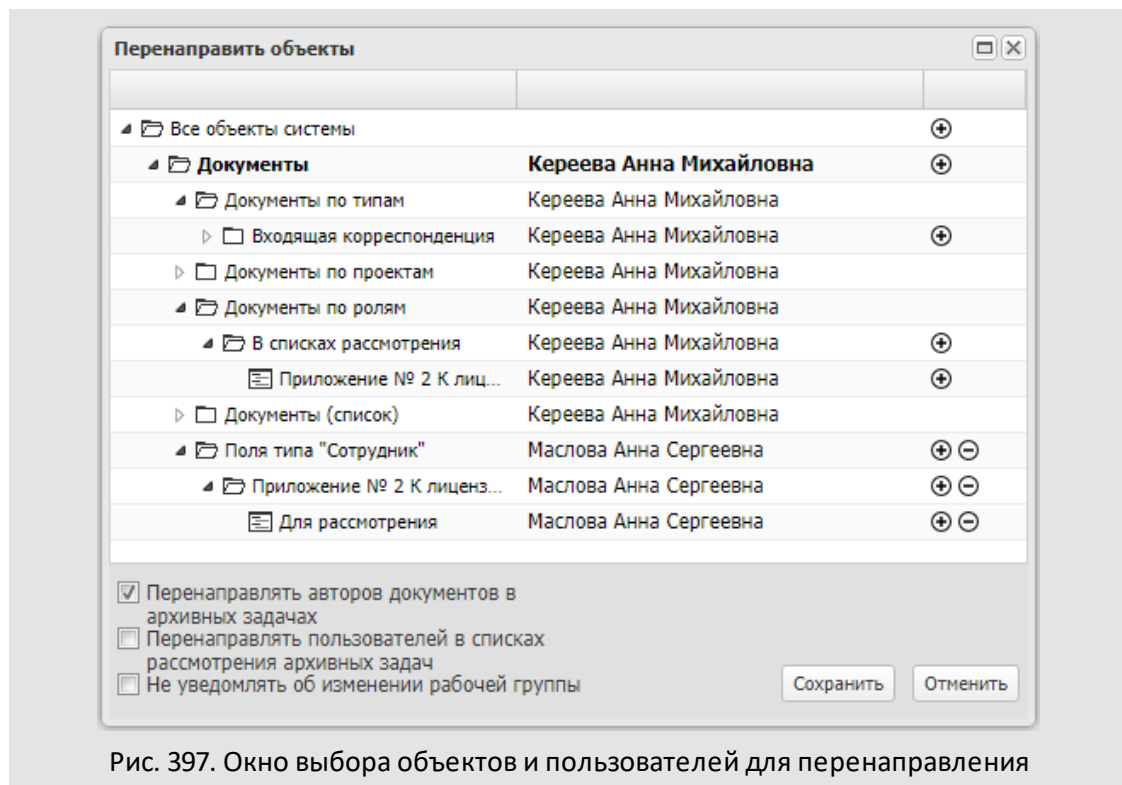 Перенаправить объекты
Все объекты системы
Документы Кереева Анна Михайловна
Документы по типам Кереева Анна Михайловна
Входящая корреспонденция Кереева Анна Михайловна
Документы по проектам Кереева Анна Михайловна
Документы по ролям Кереева Анна Михайловна
В списках рассмотрения Кереева Анна Михайловна
Приложение № 2 К лиц... Кереева Анна Михайловна
Документы (список) Кереева Анна Михайловна
Поля типа "Сотрудник" Маслова Анна Сергеевна
Приложение № 2 К лиценз... Маслова Анна Сергеевна
Для рассмотрения Маслова Анна Сергеевна
Перенаправлять авторов документов в
архивных задачах
Перенаправлять пользователей в списках
рассмотрения архивных задач
Не уведомлять об изменении рабочей группы
Сохранить Отменить
Рис. 397. Окно выбора объектов и пользователей для перенаправления